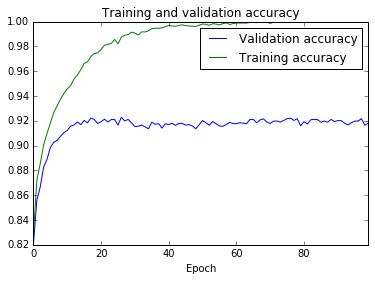 Training and validation accuracy
1.00
0.98
0.96
0.94
0.92
0.90
0.88
0.86
0.84
0.82
Validation accuracy
Training accuracy
0 20 40 60 80
Epoch